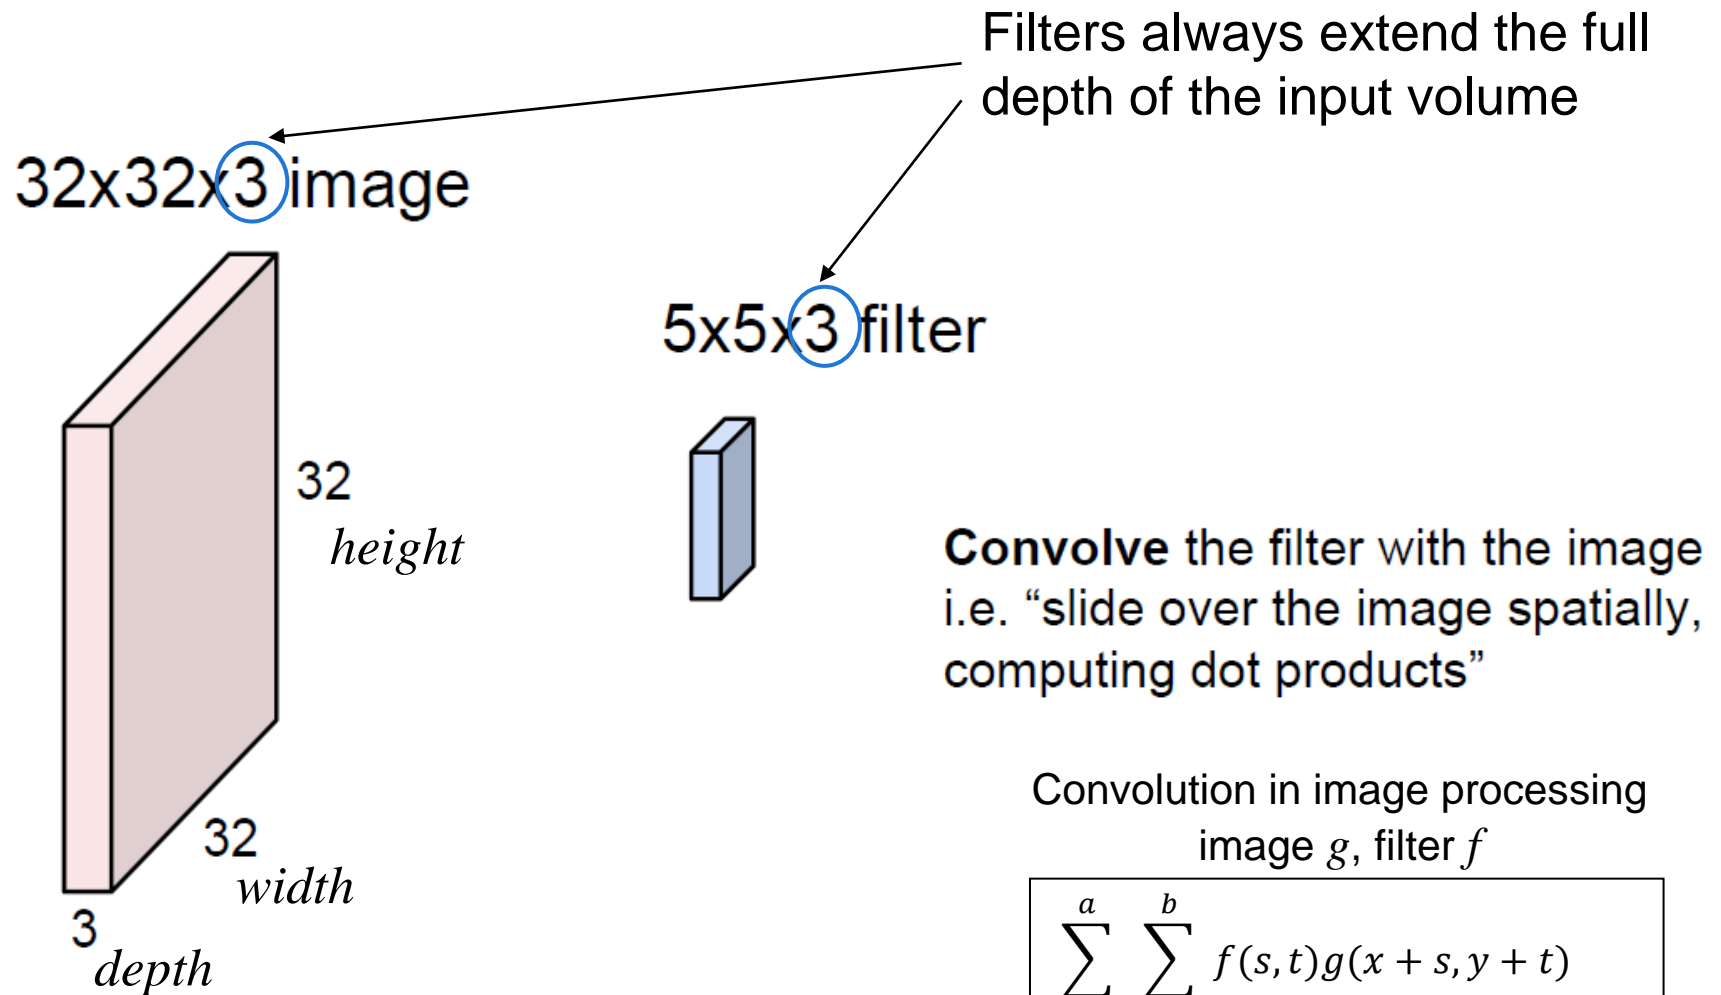 Filters always extend the full
depth of the input volume
32x32x3 image
5x5x3 filter
32
height
Convolve the filter with the image
i.e. “slide over the image spatially,
computing dot products”
32
width
3
depth
Convolution in image processing
image g, filter f
a b
∑ ∑ f(s,t)g(x + s, y + t)